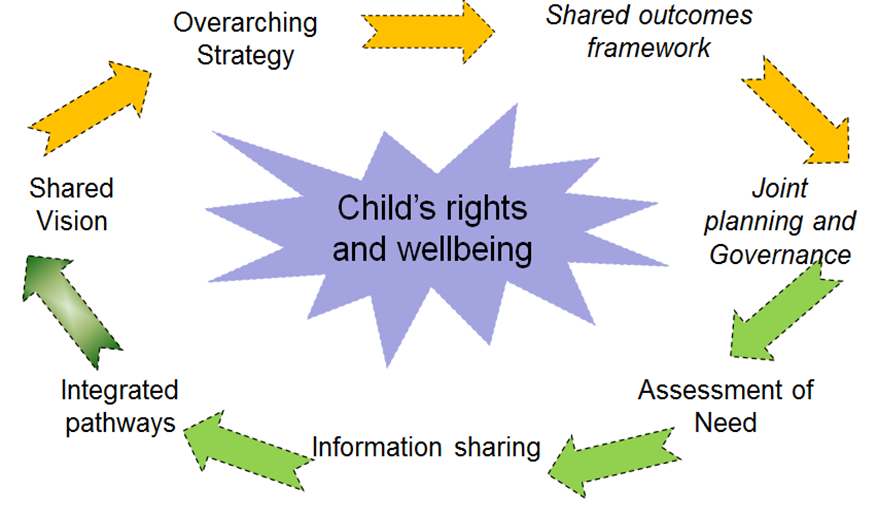 Overarching
Strategy
Shared outcomes
framework
Joint
planning and
Governance
Assessment of
Need
Information sharing
Integrated
pathways
Shared
Vision
Child’s rights
and wellbeing